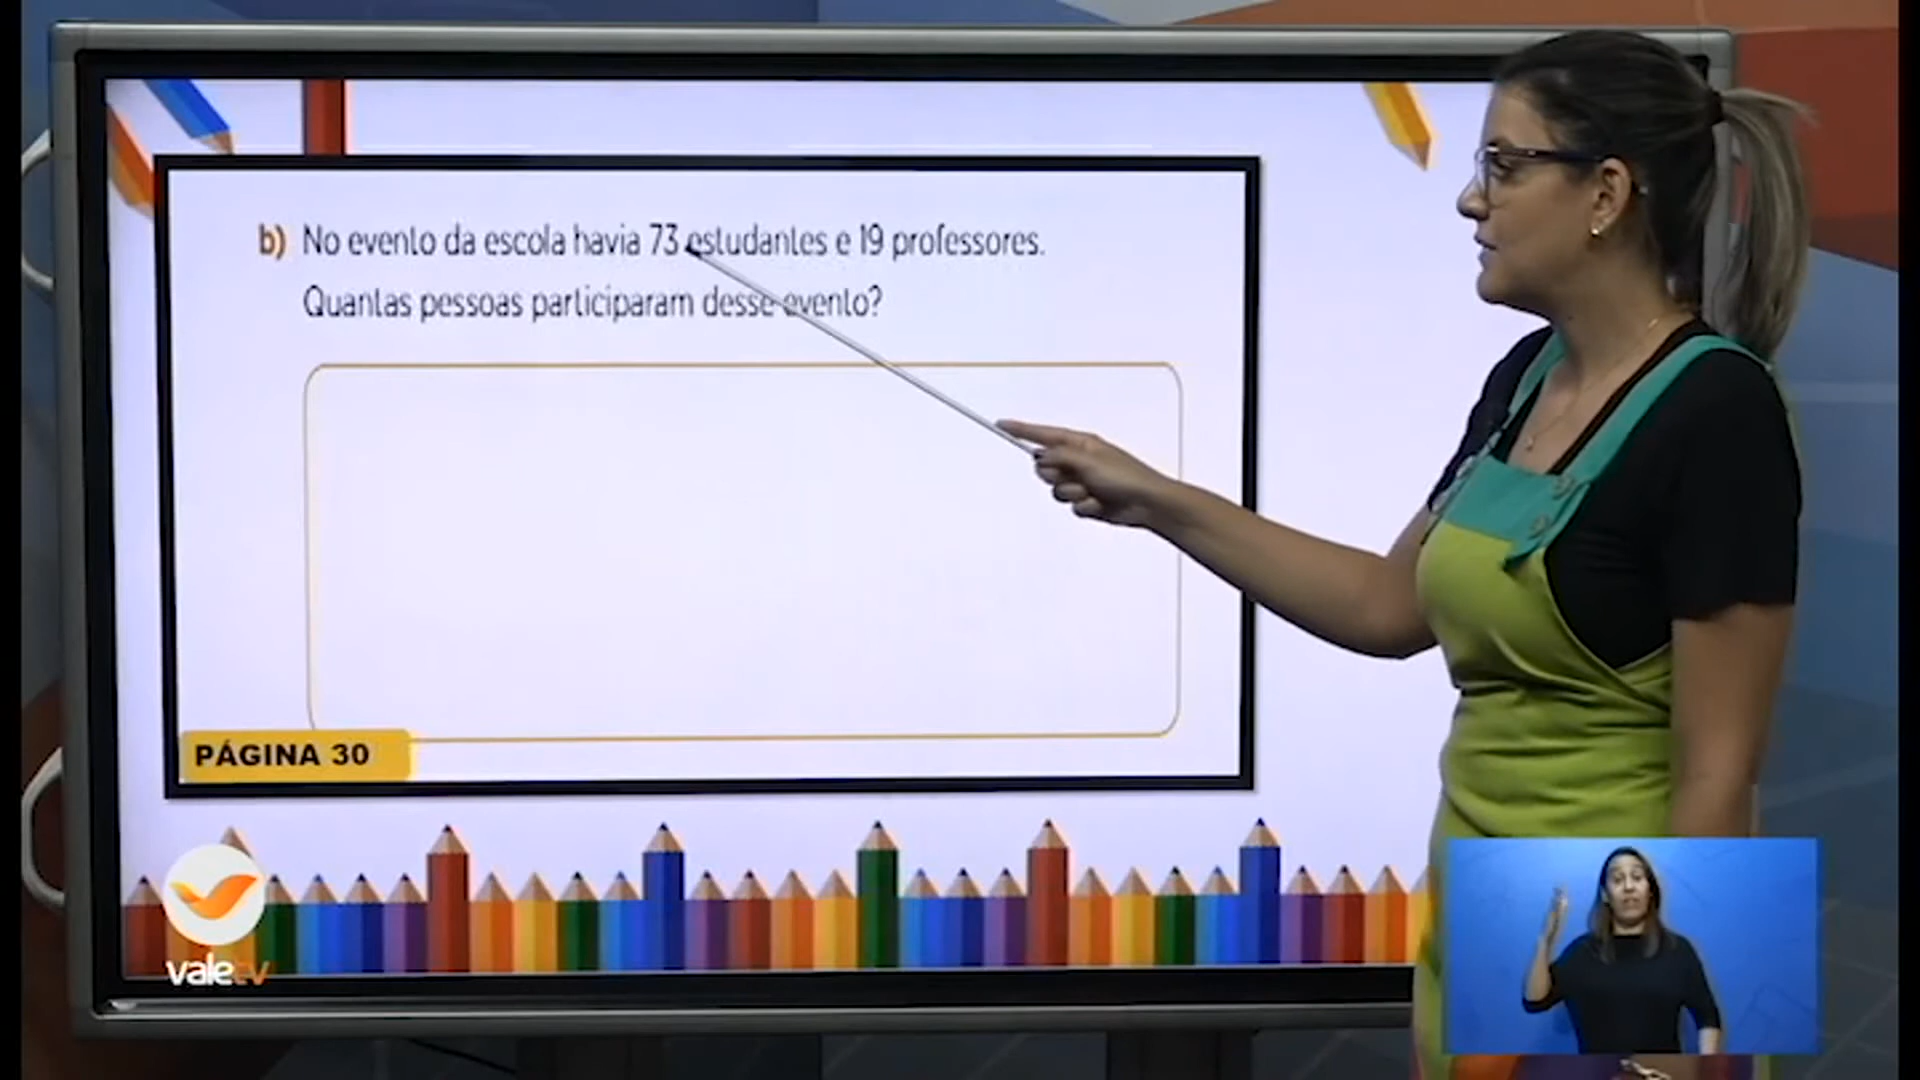 b) No evento da escola havia 73 estudantes e 19 professores.
Quantas pessoas participaram desse evento?
PÁGINA 30
valetv